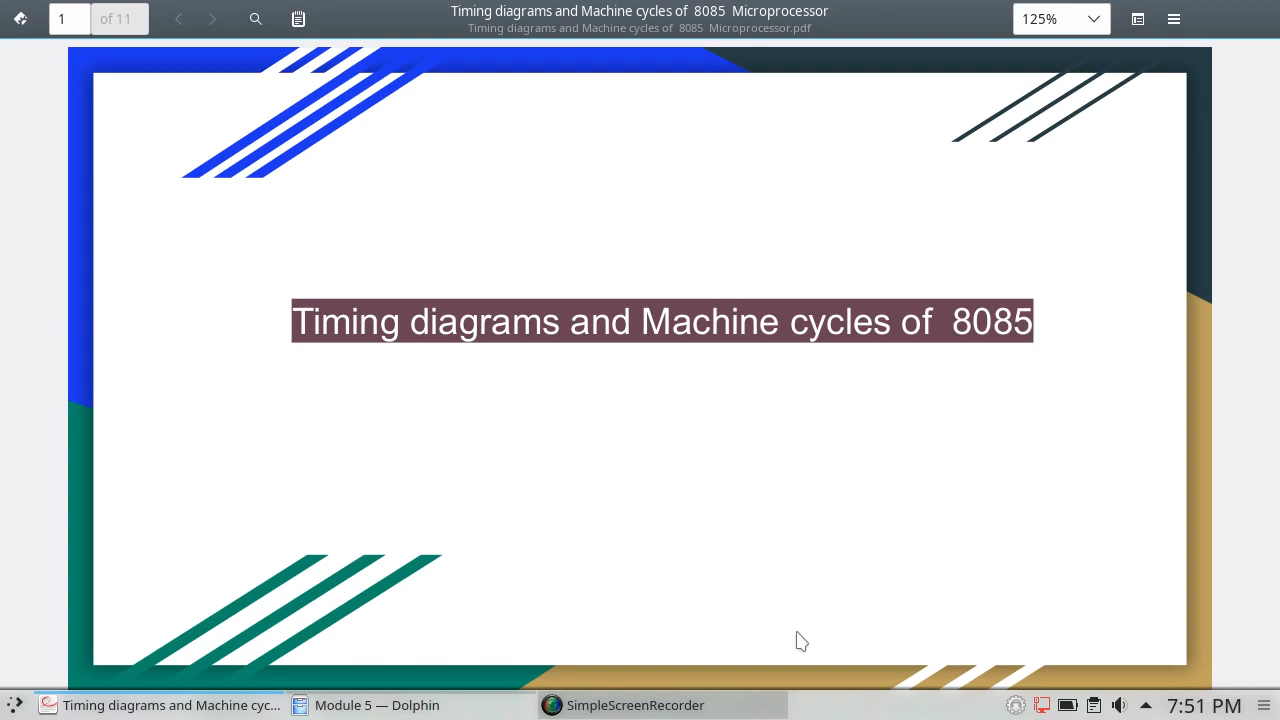 1
of 11
Timing diagrams and Machine cycles of  8085  Microprocessor
Timing diagrams and Machine cycles of  8085  Microprocessor.pdf
125%
Timing diagrams and Machine cycles of  8085
Timing diagrams and Machine cyc...
Module 5 — Dolphin
SimpleScreenRecorder
7:51 PM